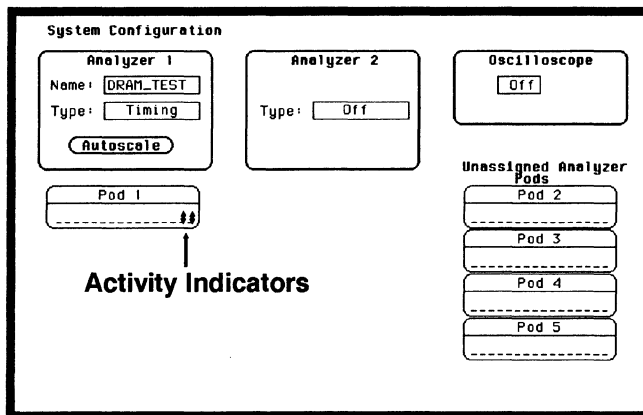 System Configuration
Analyzer 1
Name: DRAM_TEST
Type: Timing
Autoscale
Analyzer 2
Type: Off
Oscilloscope
Off
Pod 1
Activity Indicators
Unassigned Analyzer
Pods
Pod 2
Pod 3
Pod 4
Pod 5